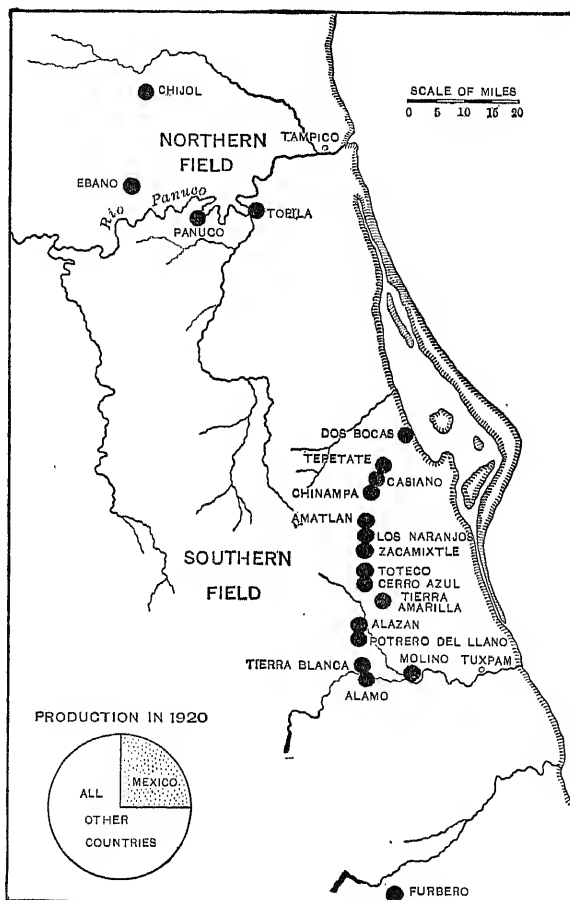 SCALE OF MILES
0 5 10 15 20
CHIJOL
NORTHERN
FIELD
TAMPICO
EBANO
Rio Panuco
PANUCO
TOPILA
DOS BOCAS
TEPETATE
CASIANO
CHINAMPA
AMATLAN
LOS NARANJOS
ZACAMIXTLE
SOUTHERN
FIELD
TOTECO
CERRO AZUL
TIERRA
AMARILLA
ALAZAN
POTRERO DEL LLANO
TIERRA BLANCA
MOLINO
TUXPAM
ALAMO
PRODUCTION IN 1920
MEXICO.
ALL
OTHER
COUNTRIES
FURBERO